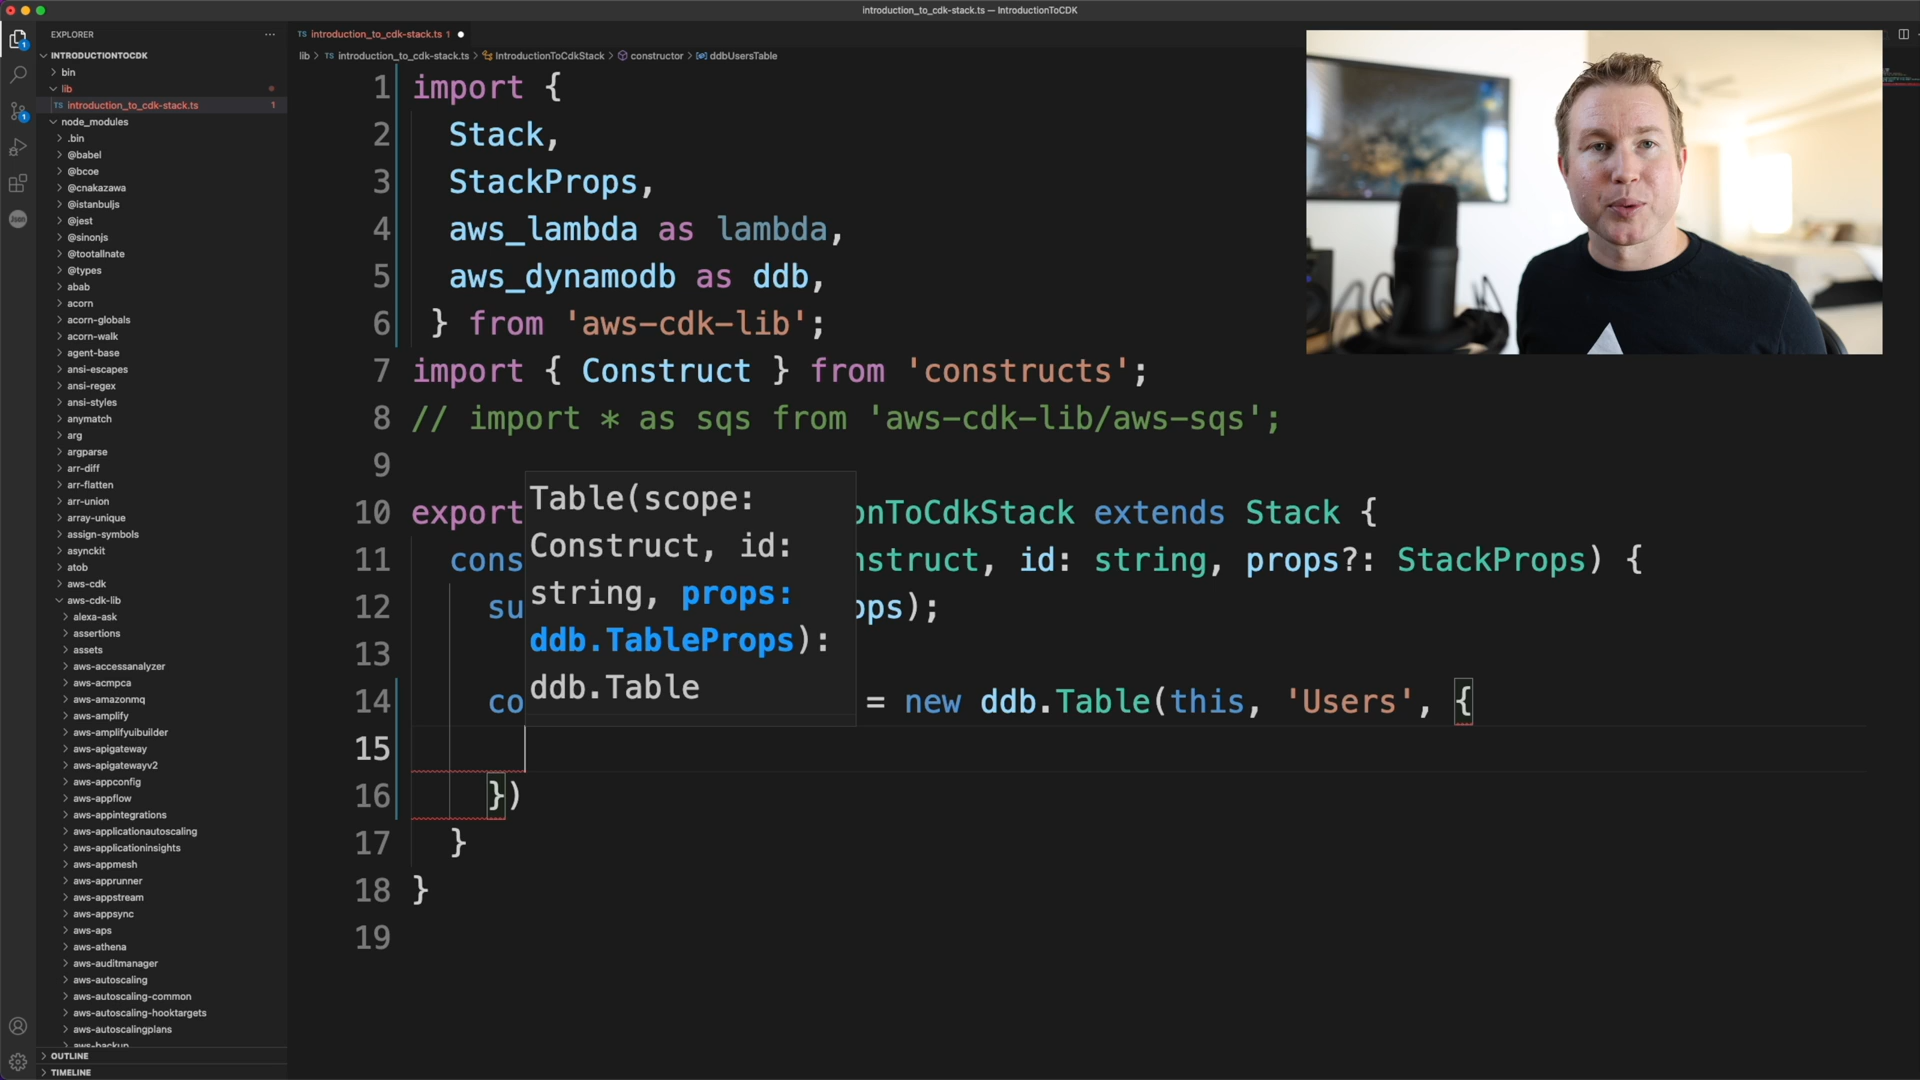 introduction_to_cdk-stack.ts — IntroductionToCDK
EXPLORER
INTRODUCTIONTOCDK
bin
lib
TS introduction_to_cdk-stack.ts 1
node_modules
.bin
@babel
@bcoe
@cnakazawa
@istanbuljs
@jest
@sinonjs
@tootallnate
@types
abab
acorn
acorn-globals
acorn-walk
agent-base
ansi-escapes
ansi-regex
ansi-styles
anymatch
arg
argparse
arr-diff
arr-flatten
arr-union
array-unique
assign-symbols
asynckit
atob
aws-cdk
aws-cdk-lib
alexa-ask
assertions
assets
aws-accessanalyzer
aws-acmpca
aws-amazonmq
aws-amplify
aws-amplifyuibuilder
aws-apigateway
aws-apigatewayv2
aws-appconfig
aws-appflow
aws-appintegrations
aws-applicationautoscaling
aws-applicationinsights
aws-appmesh
aws-apprunner
aws-appstream
aws-appsync
aws-aps
aws-athena
aws-auditmanager
aws-autoscaling
aws-autoscaling-common
aws-autoscaling-hooktargets
aws-autoscalingplans
aws-backup
OUTLINE
TIMELINE
1
1
Json
TS introduction_to_cdk-stack.ts 1
lib > TS introduction_to_cdk-stack.ts > IntroductionToCdkStack > constructor > ddbUsersTable
1 import {
2 Stack,
3 StackProps,
4 aws_lambda as lambda,
5 aws_dynamodb as ddb,
6 } from 'aws-cdk-lib';
7 import { Construct } from 'constructs';
8 // import * as sqs from 'aws-cdk-lib/aws-sqs';
9
10 export onToCdkStack extends Stack {
11 cons nstruct, id: string, props?: StackProps) {
12 su ops);
13
14 co = new ddb.Table(this, 'Users', {
15
16 })
17 }
18 }
19
Table(scope:
Construct, id:
string, props:
ddb.TableProps):
ddb.Table